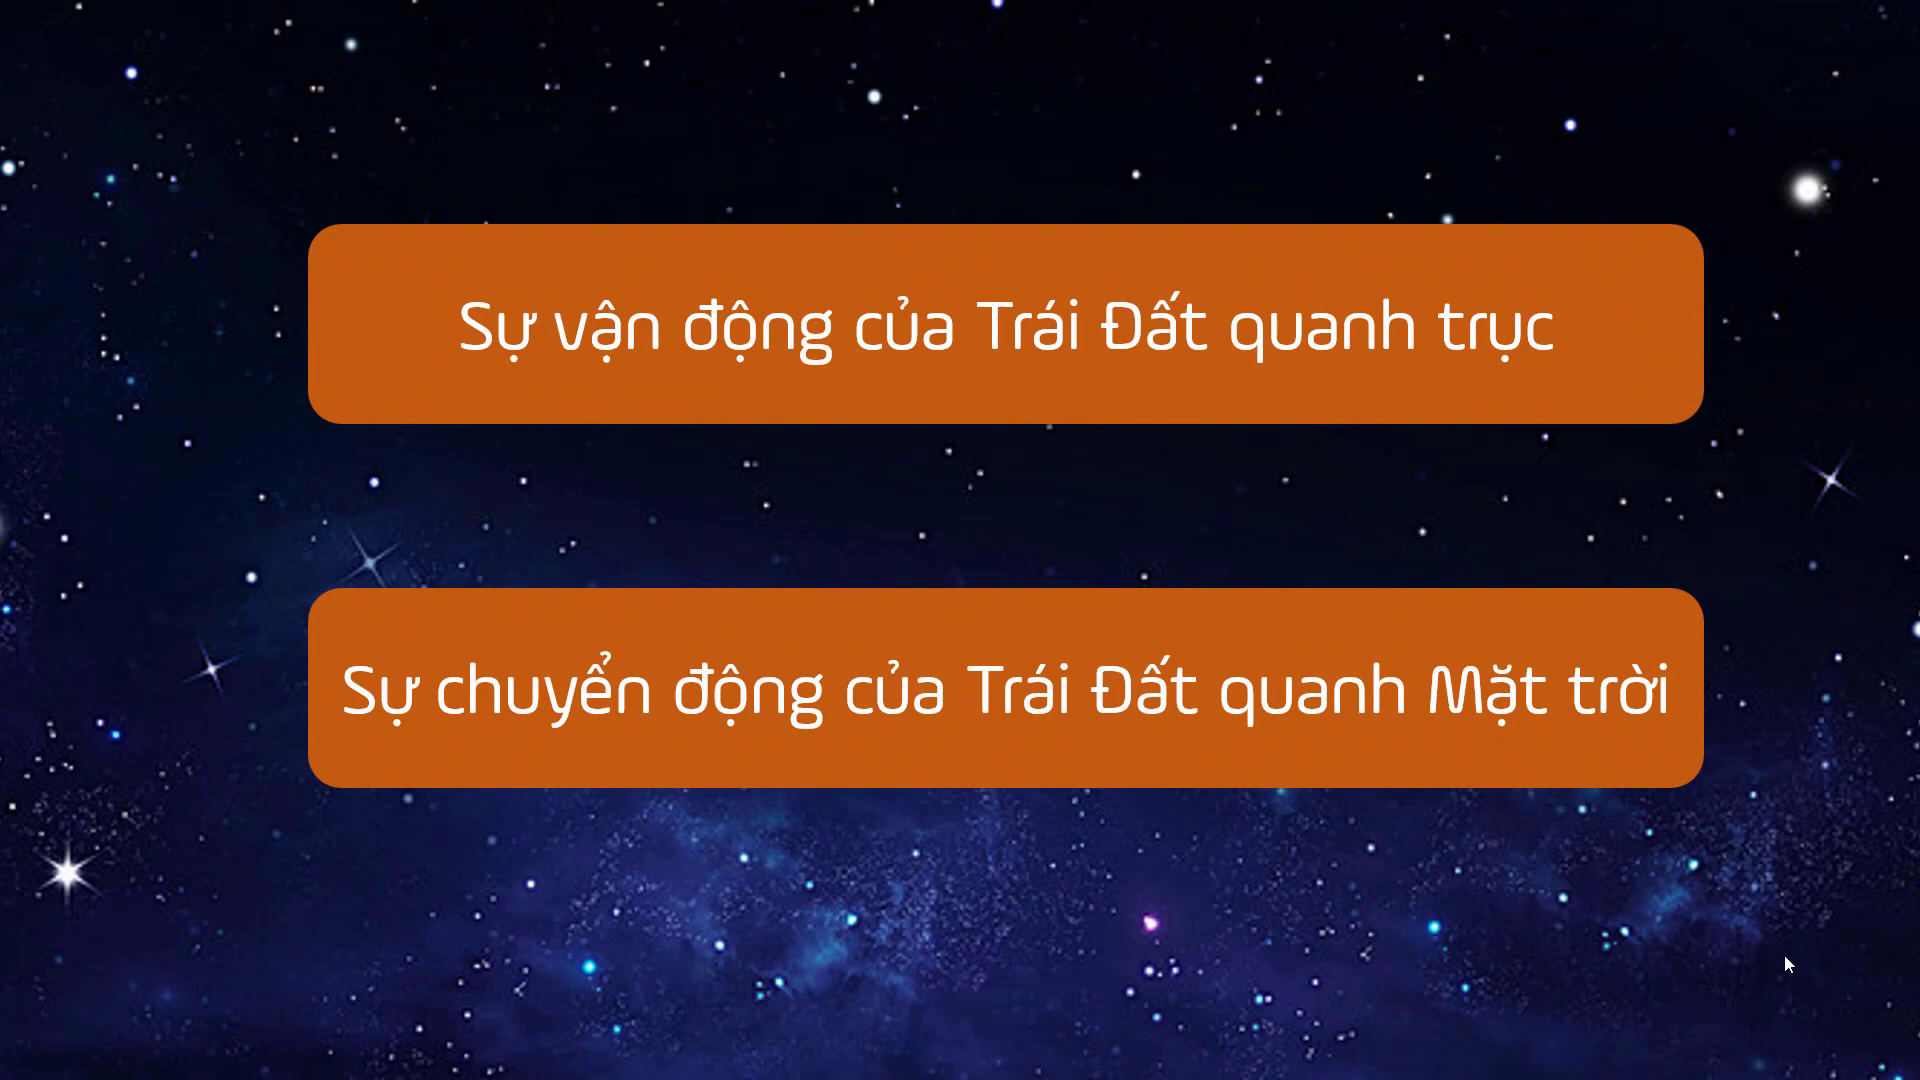 Sự vận động của Trái Đất quanh trục
Sự chuyển động của Trái Đất quanh Mặt trời